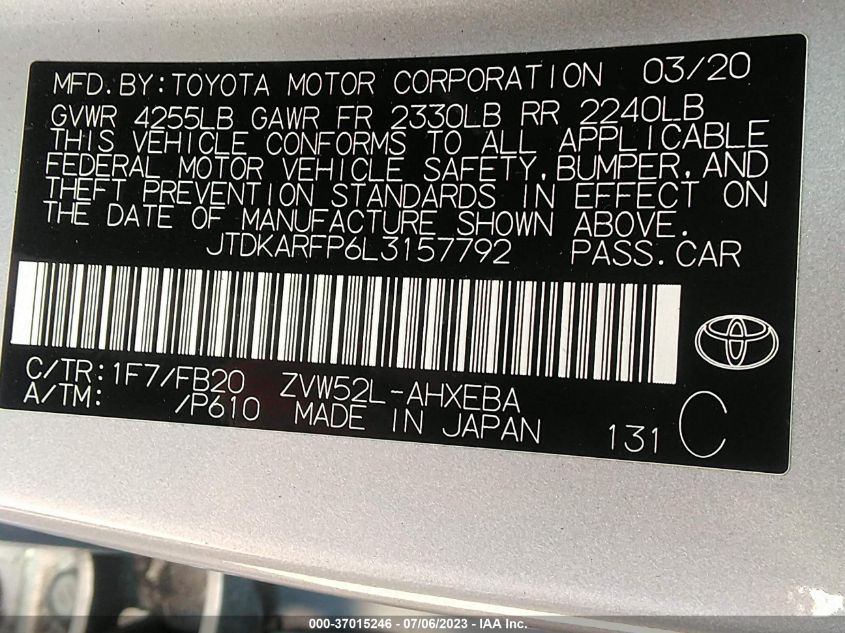 MFD.BY:TOYOTA MOTOR CORPORATION 03/20
GVWR 4255LB GAWR FR 2330LB RR 2240LB
THIS VEHICLE CONFORMS TO ALL APPLICABLE
FEDERAL MOTOR VEHICLE SAFETY,BUMPER,AND
THEFT PREVENTION STANDARDS IN EFFECT ON
THE DATE OF MANUFACTURE SHOWN ABOVE.
JTDKARFP6L3157792 PASS.CAR
C/TR:1F7/FB20 ZVW52L-AHXEBA
A/TM: /P610 MADE IN JAPAN 131 C
000-37015246 - 07/06/2023 - IAA Inc.